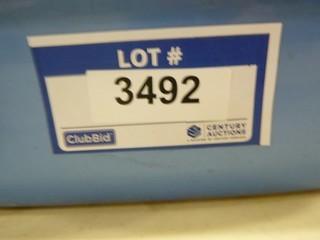 LOT #
3492
ClubBid
CENTURY
AUCTIONS